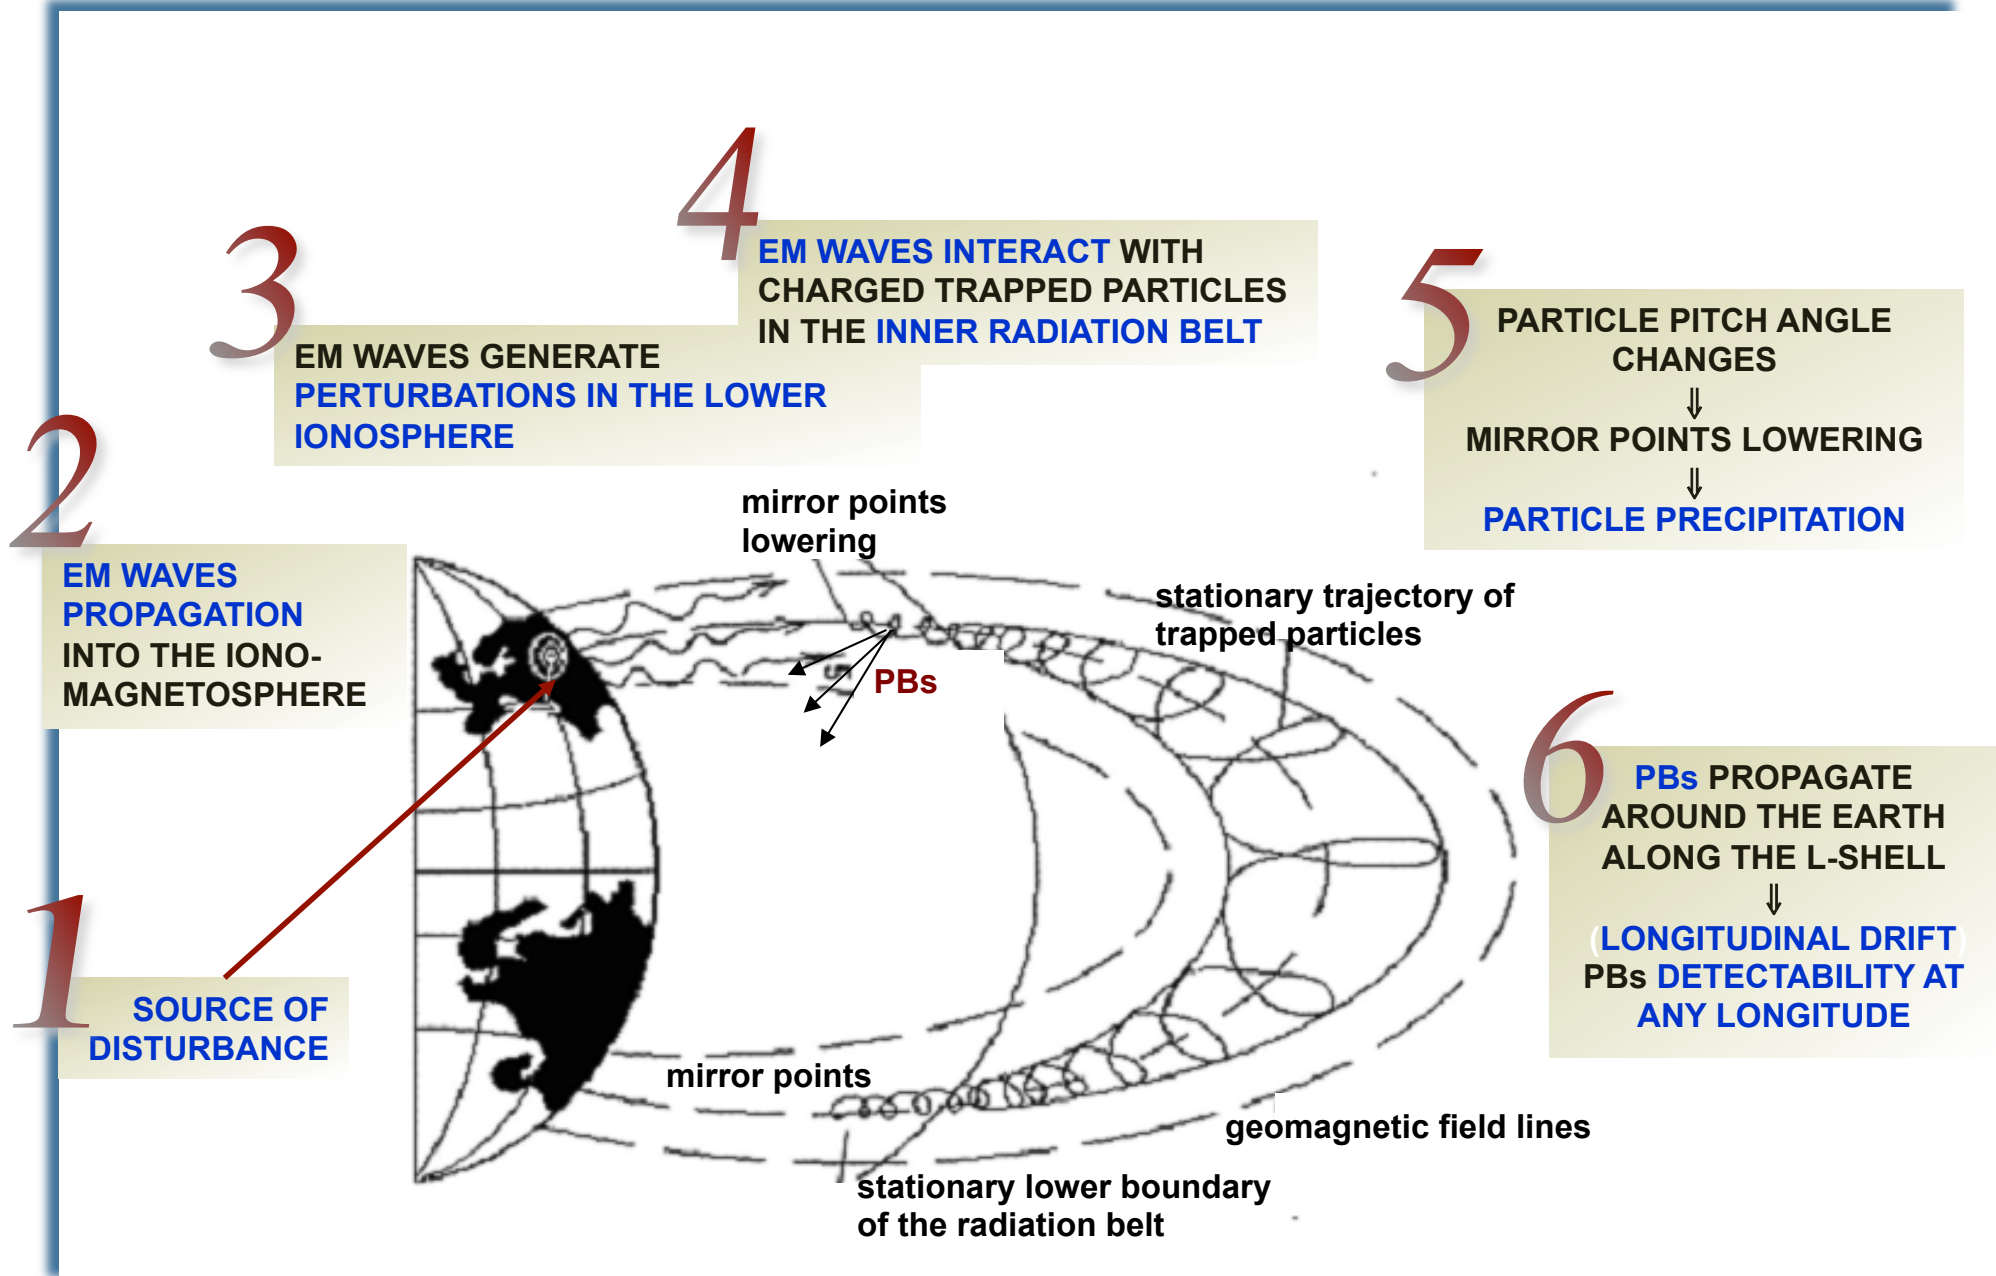 1
SOURCE OF
DISTURBANCE
2
EM WAVES
PROPAGATION
INTO THE IONO-
MAGNETOSPHERE
3
EM WAVES GENERATE
PERTURBATIONS IN THE LOWER
IONOSPHERE
4
EM WAVES INTERACT WITH
CHARGED TRAPPED PARTICLES
IN THE INNER RADIATION BELT
5
PARTICLE PITCH ANGLE
CHANGES
⇓
MIRROR POINTS LOWERING
⇓
PARTICLE PRECIPITATION
6
PBs PROPAGATE
AROUND THE EARTH
ALONG THE L-SHELL
⇓
(LONGITUDINAL DRIFT)
PBs DETECTABILITY AT
ANY LONGITUDE
mirror points
lowering
stationary trajectory of
trapped particles
PBs
mirror points
geomagnetic field lines
stationary lower boundary
of the radiation belt